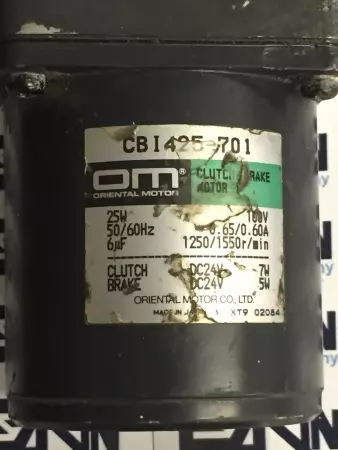 CBI425-701
OM®
ORIENTAL MOTOR
CLUTCH BRAKE
MOTOR
25W 100V
50/60Hz 0.65/0.60A
6μF 1250/1550r/min
CLUTCH DC24V 7W
BRAKE DC24V 5W
ORIENTAL MOTOR CO., LTD.
MADE IN JAPAN XT9 02084